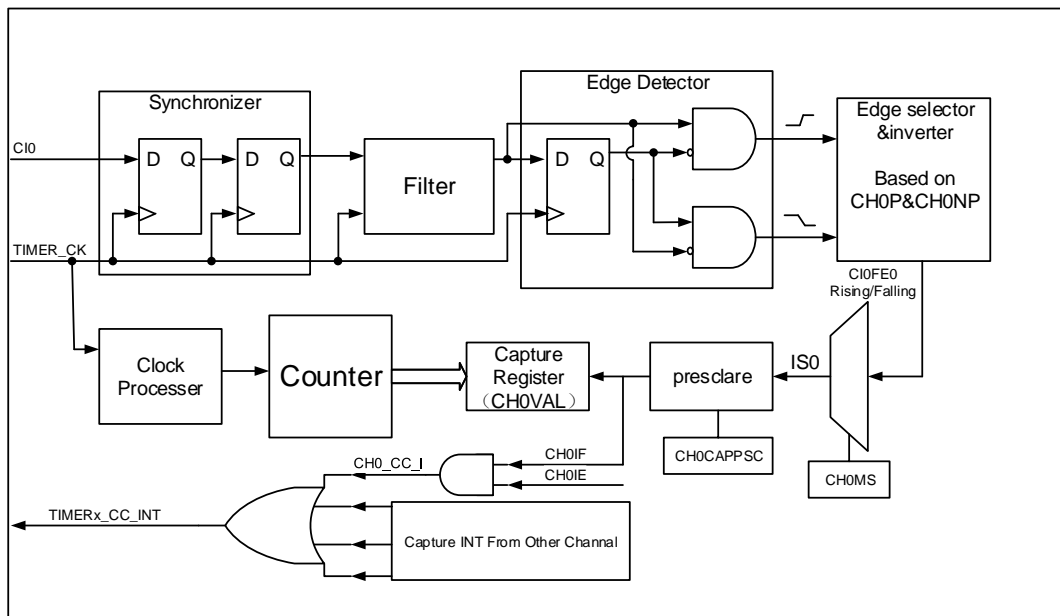 Edge Detector
Synchronizer
Edge selector
&inverter
Based on
CH0P&CH0NP
CI0
D Q
D Q
Filter
D Q
TIMER_CK
CI0FE0
Rising/Falling
Clock
Processer
Counter
Capture
Register
（CH0VAL）
presclare
IS0
CH0CAPPSC
CH0MS
CH0IF
CH0_CC_I
CH0IE
TIMERx_CC_INT
Capture INT From Other Channel